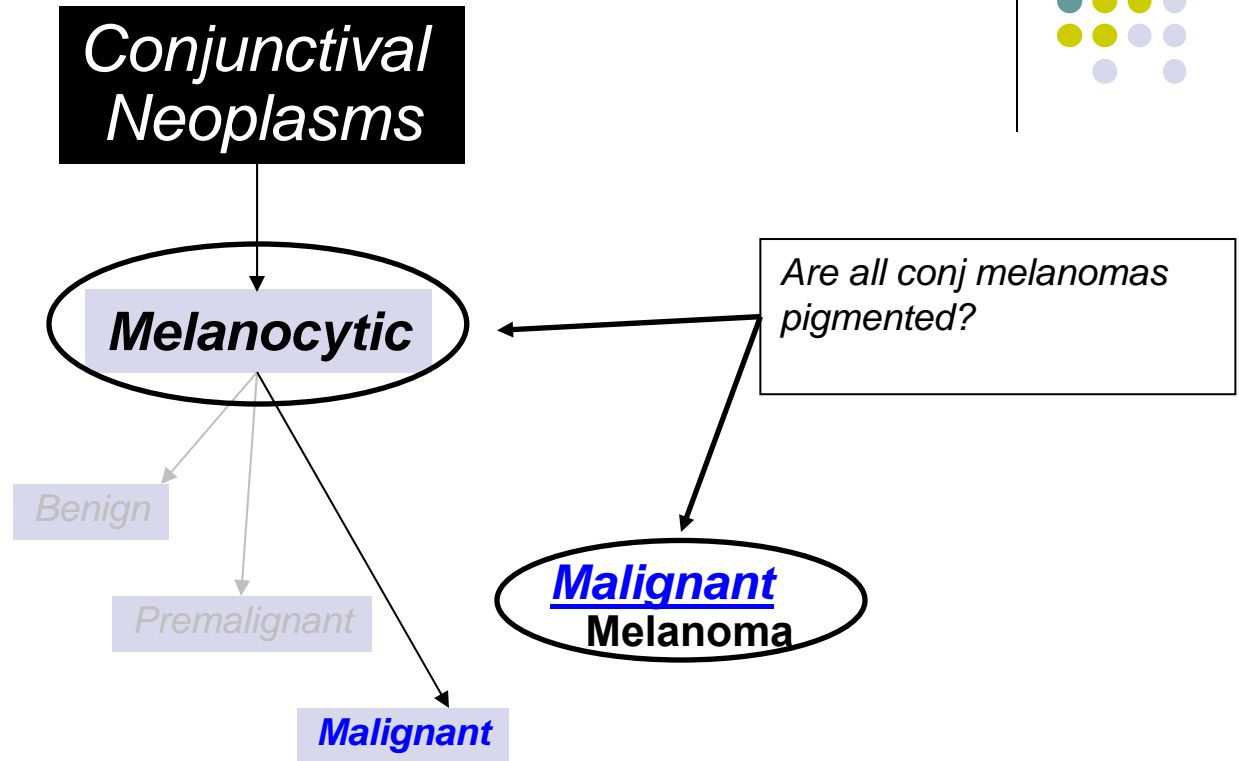 Conjunctival
Neoplasms
Melanocytic
Are all conj melanomas
pigmented?
Benign
Premalignant
Malignant
Malignant
Melanoma